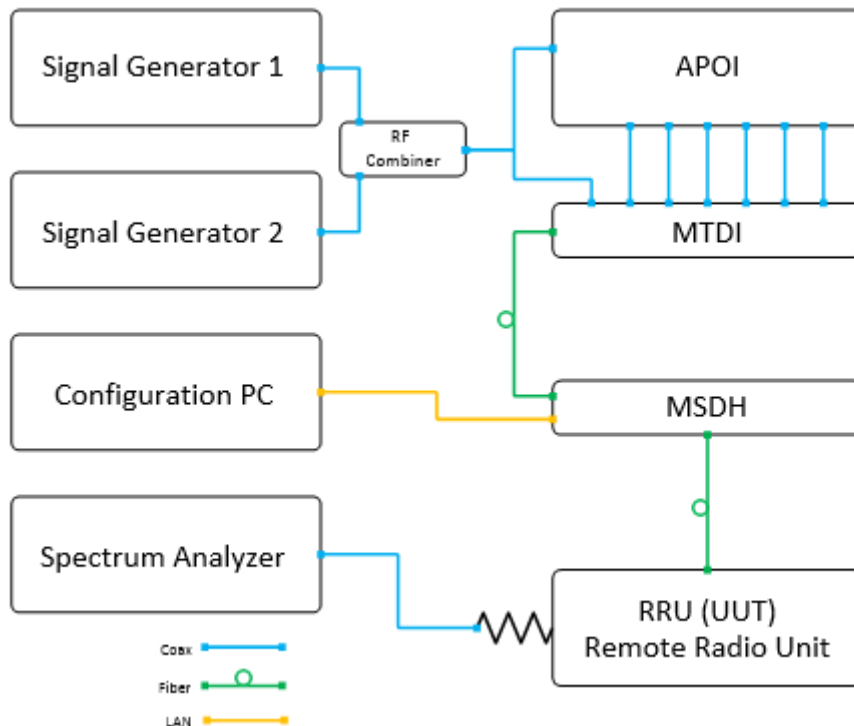 Signal Generator 1
APOI
RF
Combiner
Signal Generator 2
MTDI
Configuration PC
MSDH
Spectrum Analyzer
RRU (UUT)
Remote Radio Unit
Coax
Fiber
LAN